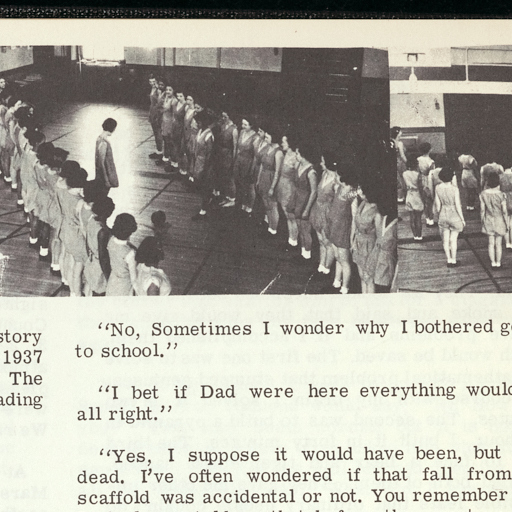 story
1937
The
ading
"No, Sometimes I wonder why I bothered g
to school."
"I bet if Dad were here everything would
all right."
"Yes, I suppose it would have been, but
dead. I've often wondered if that fall from
scaffold was accidental or not. You remember